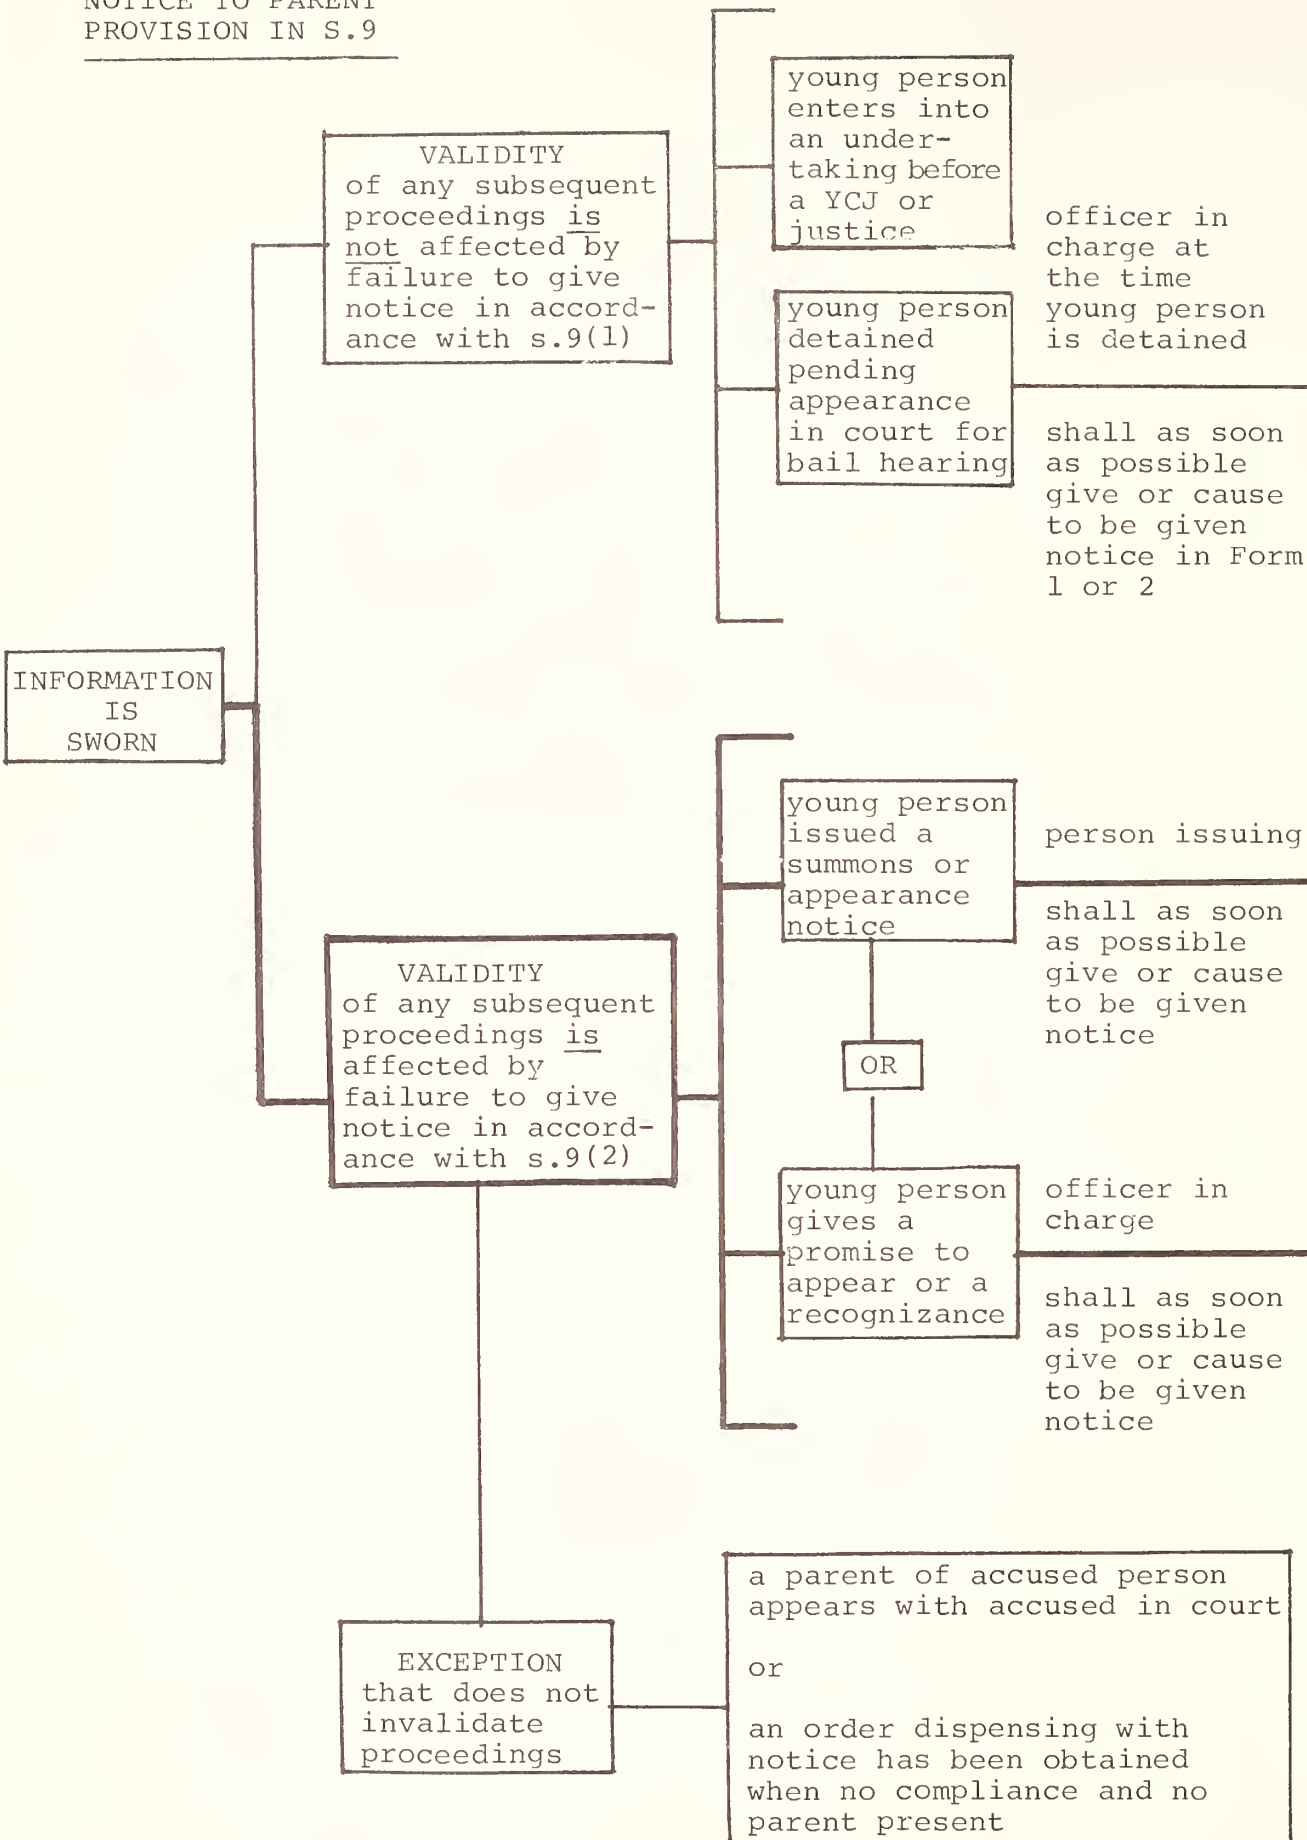 NOTICE TO PARENT
PROVISION IN S.9
young person
enters into
an under-
taking before
a YCJ or
justice
VALIDITY
of any subsequent
proceedings is
not affected by
failure to give
notice in accord-
ance with s.9(1)
officer in
charge at
the time
young person
is detained
young person
detained
pending
appearance
in court for
bail hearing
shall as soon
as possible
give or cause
to be given
notice in Form
1 or 2
INFORMATION
IS
SWORN
young person
issued a
summons or
appearance
notice
person issuing
shall as soon
as possible
give or cause
to be given
notice
VALIDITY
of any subsequent
proceedings is
affected by
failure to give
notice in accord-
ance with s.9(2)
OR
young person
gives a
promise to
appear or a
recognizance
officer in
charge
shall as soon
as possible
give or cause
to be given
notice
EXCEPTION
that does not
invalidate
proceedings
a parent of accused person
appears with accused in court
or
an order dispensing with
notice has been obtained
when no compliance and no
parent present